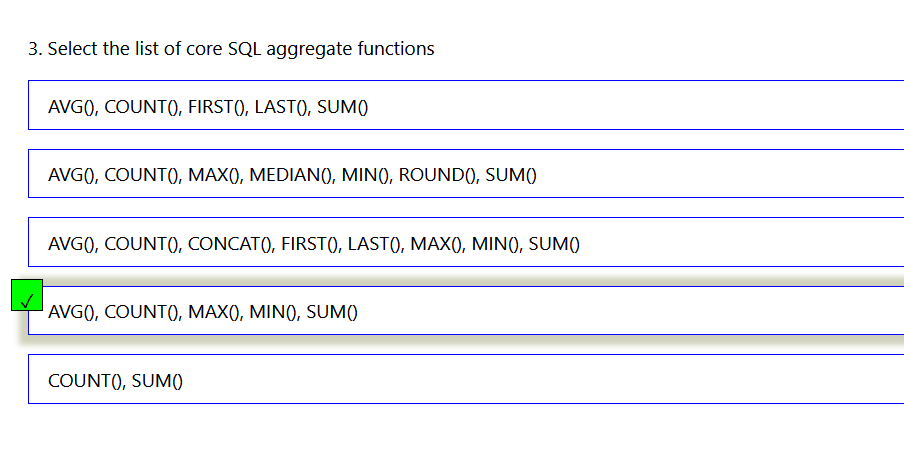 3. Select the list of core SQL aggregate functions
AVG(), COUNT(), FIRST(), LAST(), SUM()
AVG(), COUNT(), MAX(), MEDIAN(), MIN(), ROUND(), SUM()
AVG(), COUNT(), CONCAT(), FIRST(), LAST(), MAX(), MIN(), SUM()
✓
AVG(), COUNT(), MAX(), MIN(), SUM()
COUNT(), SUM()